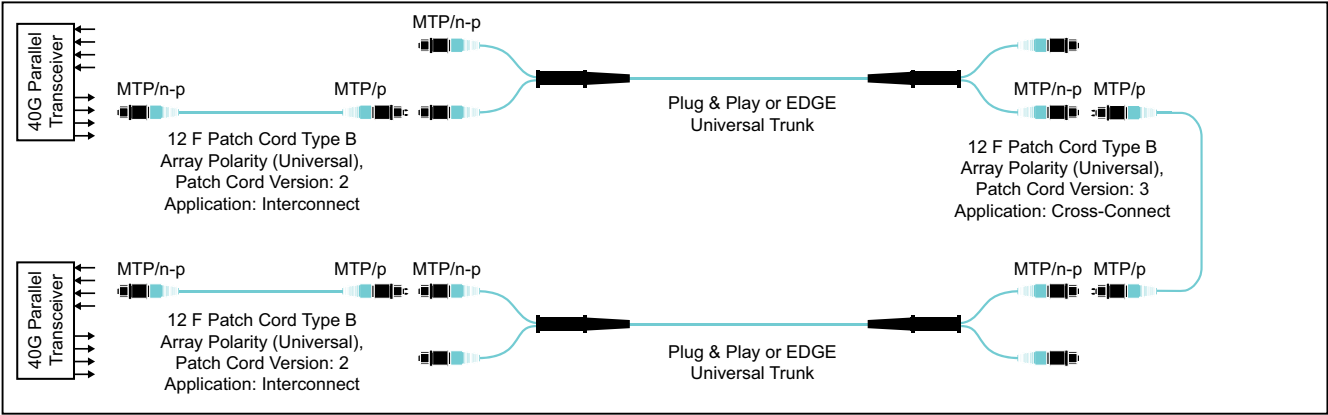 40G Parallel
Transceiver
MTP/n-p
MTP/n-p
MTP/p
12 F Patch Cord Type B
Array Polarity (Universal),
Patch Cord Version: 2
Application: Interconnect
Plug & Play or EDGE
Universal Trunk
MTP/n-p
MTP/p
12 F Patch Cord Type B
Array Polarity (Universal),
Patch Cord Version: 3
Application: Cross-Connect
40G Parallel
Transceiver
MTP/n-p
MTP/p
MTP/n-p
12 F Patch Cord Type B
Array Polarity (Universal),
Patch Cord Version: 2
Application: Interconnect
Plug & Play or EDGE
Universal Trunk
MTP/n-p
MTP/p